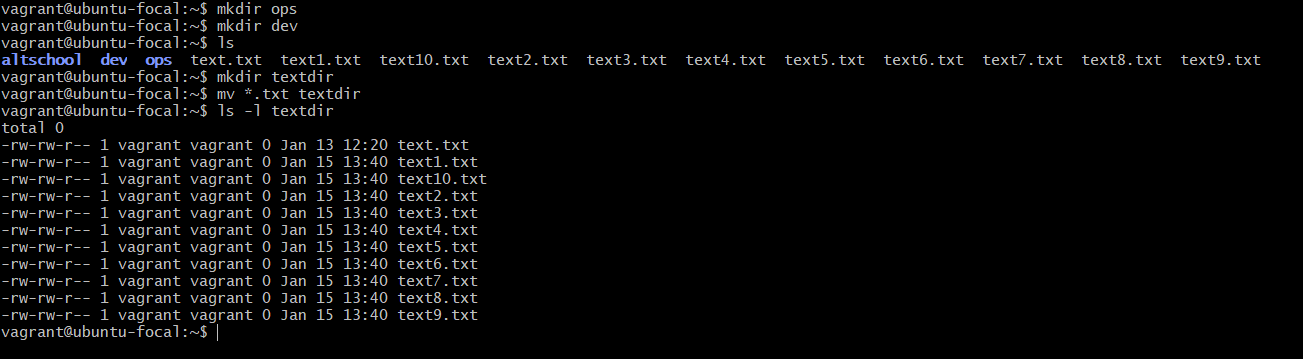 vagrant@ubuntu-focal:~$ mkdir ops
vagrant@ubuntu-focal:~$ mkdir dev
vagrant@ubuntu-focal:~$ ls
altschool  dev  ops  text.txt  text1.txt  text10.txt  text2.txt  text3.txt  text4.txt  text5.txt  text6.txt  text7.txt  text8.txt  text9.txt
vagrant@ubuntu-focal:~$ mkdir textdir
vagrant@ubuntu-focal:~$ mv *.txt textdir
vagrant@ubuntu-focal:~$ ls -l textdir
total 0
-rw-rw-r-- 1 vagrant vagrant 0 Jan 13 12:20 text.txt
-rw-rw-r-- 1 vagrant vagrant 0 Jan 15 13:40 text1.txt
-rw-rw-r-- 1 vagrant vagrant 0 Jan 15 13:40 text10.txt
-rw-rw-r-- 1 vagrant vagrant 0 Jan 15 13:40 text2.txt
-rw-rw-r-- 1 vagrant vagrant 0 Jan 15 13:40 text3.txt
-rw-rw-r-- 1 vagrant vagrant 0 Jan 15 13:40 text4.txt
-rw-rw-r-- 1 vagrant vagrant 0 Jan 15 13:40 text5.txt
-rw-rw-r-- 1 vagrant vagrant 0 Jan 15 13:40 text6.txt
-rw-rw-r-- 1 vagrant vagrant 0 Jan 15 13:40 text7.txt
-rw-rw-r-- 1 vagrant vagrant 0 Jan 15 13:40 text8.txt
-rw-rw-r-- 1 vagrant vagrant 0 Jan 15 13:40 text9.txt
vagrant@ubuntu-focal:~$